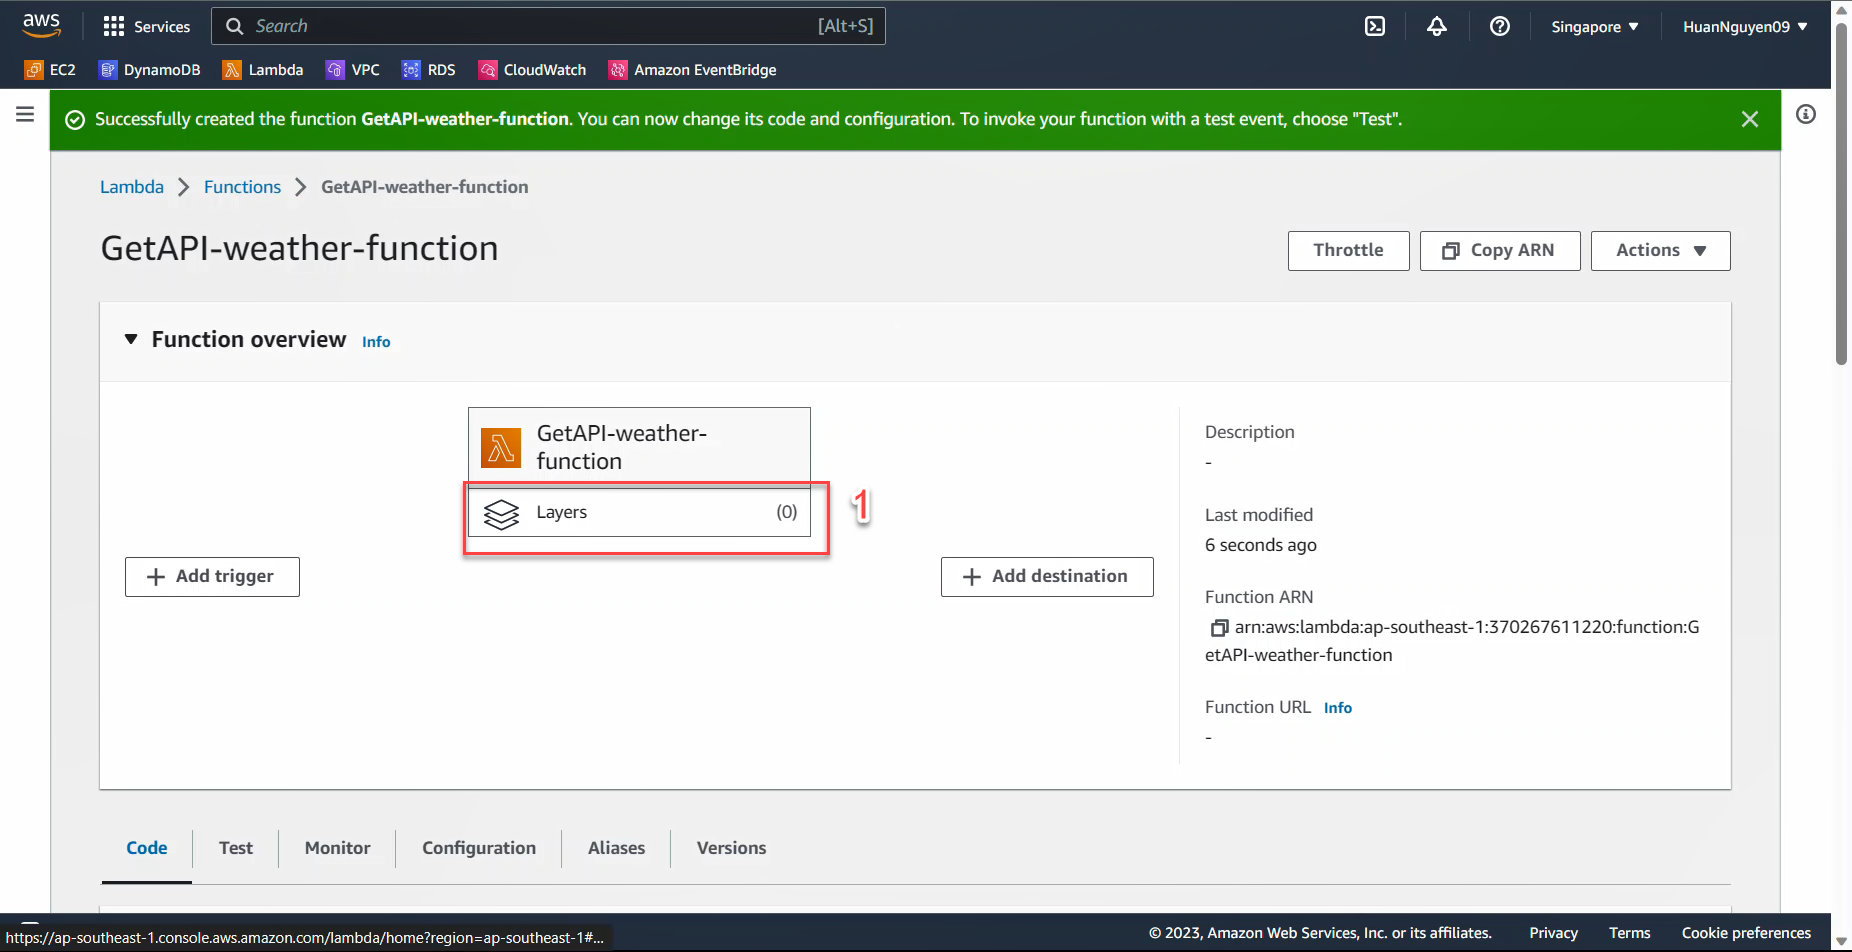 aws
Services
Search
[Alt+S]
Singapore
HuanNguyen09
EC2
DynamoDB
Lambda
VPC
RDS
CloudWatch
Amazon EventBridge
Successfully created the function GetAPI-weather-function. You can now change its code and configuration. To invoke your function with a test event, choose "Test".
Lambda
Functions
GetAPI-weather-function
GetAPI-weather-function
Throttle
Copy ARN
Actions
Function overview
Info
GetAPI-weather-
function
Layers
(0)
1
Add trigger
Add destination
Description
-
Last modified
6 seconds ago
Function ARN
arn:aws:lambda:ap-southeast-1:370267611220:function:G
etAPI-weather-function
Function URL
Info
-
Code
Test
Monitor
Configuration
Aliases
Versions
https://ap-southeast-1.console.aws.amazon.com/lambda/home?region=ap-southeast-1#...
© 2023, Amazon Web Services, Inc. or its affiliates.
Privacy
Terms
Cookie preferences